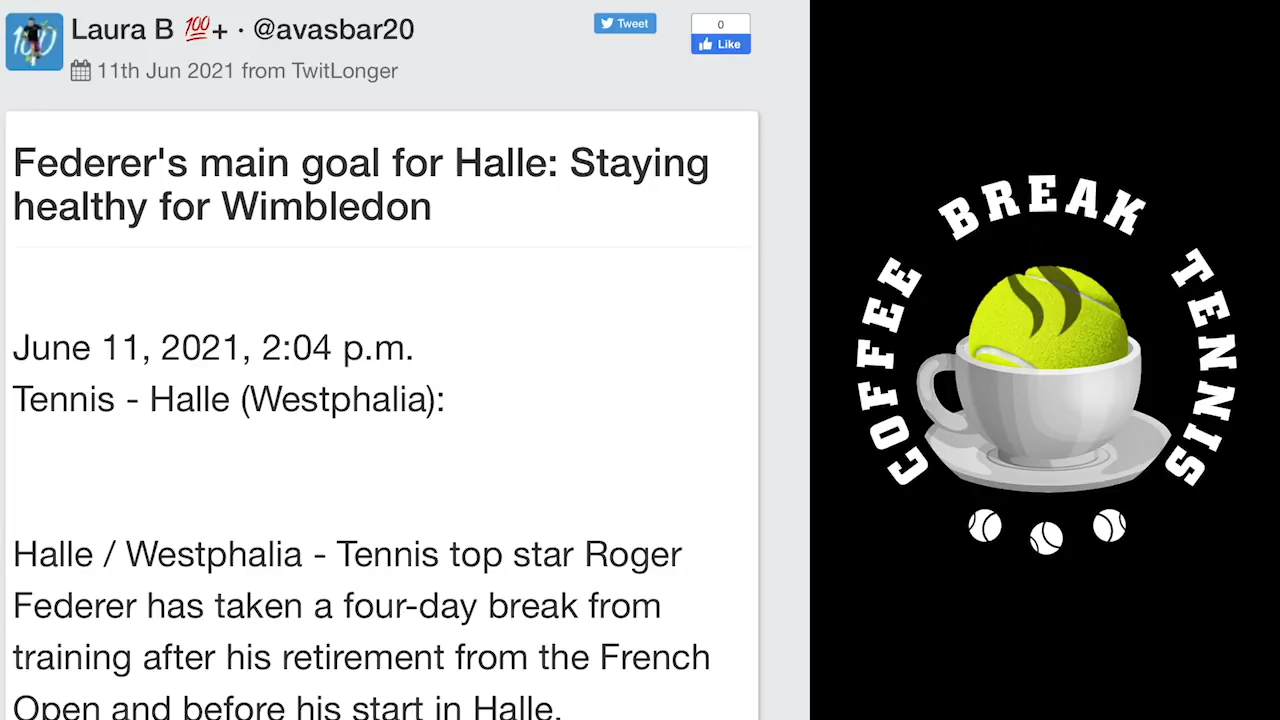 Laura B 💯+ · @avasbar20
Tweet
0
Like
11th Jun 2021 from TwitLonger
Federer's main goal for Halle: Staying
healthy for Wimbledon
June 11, 2021, 2:04 p.m.
Tennis - Halle (Westphalia):
Halle / Westphalia - Tennis top star Roger
Federer has taken a four-day break from
training after his retirement from the French
Open and before his start in Halle.
COFFEE BREAK TENNIS